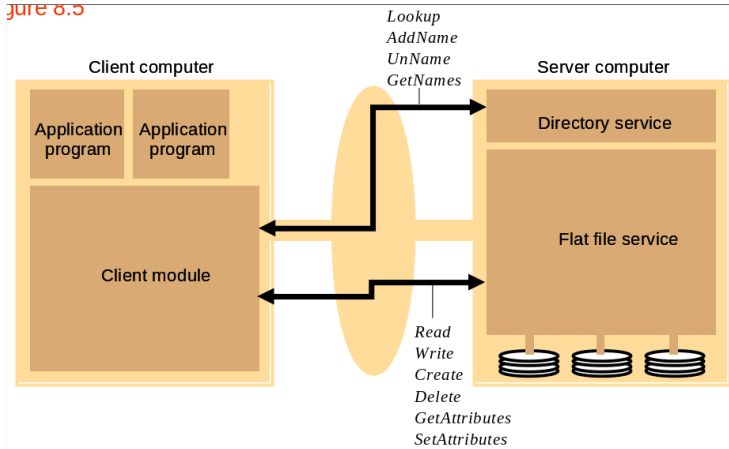 gure 8.5
Lookup
AddName
UnName
GetNames
Client computer
Server computer
Application
program
Application
program
Directory service
Client module
Flat file service
Read
Write
Create
Delete
GetAttributes
SetAttributes